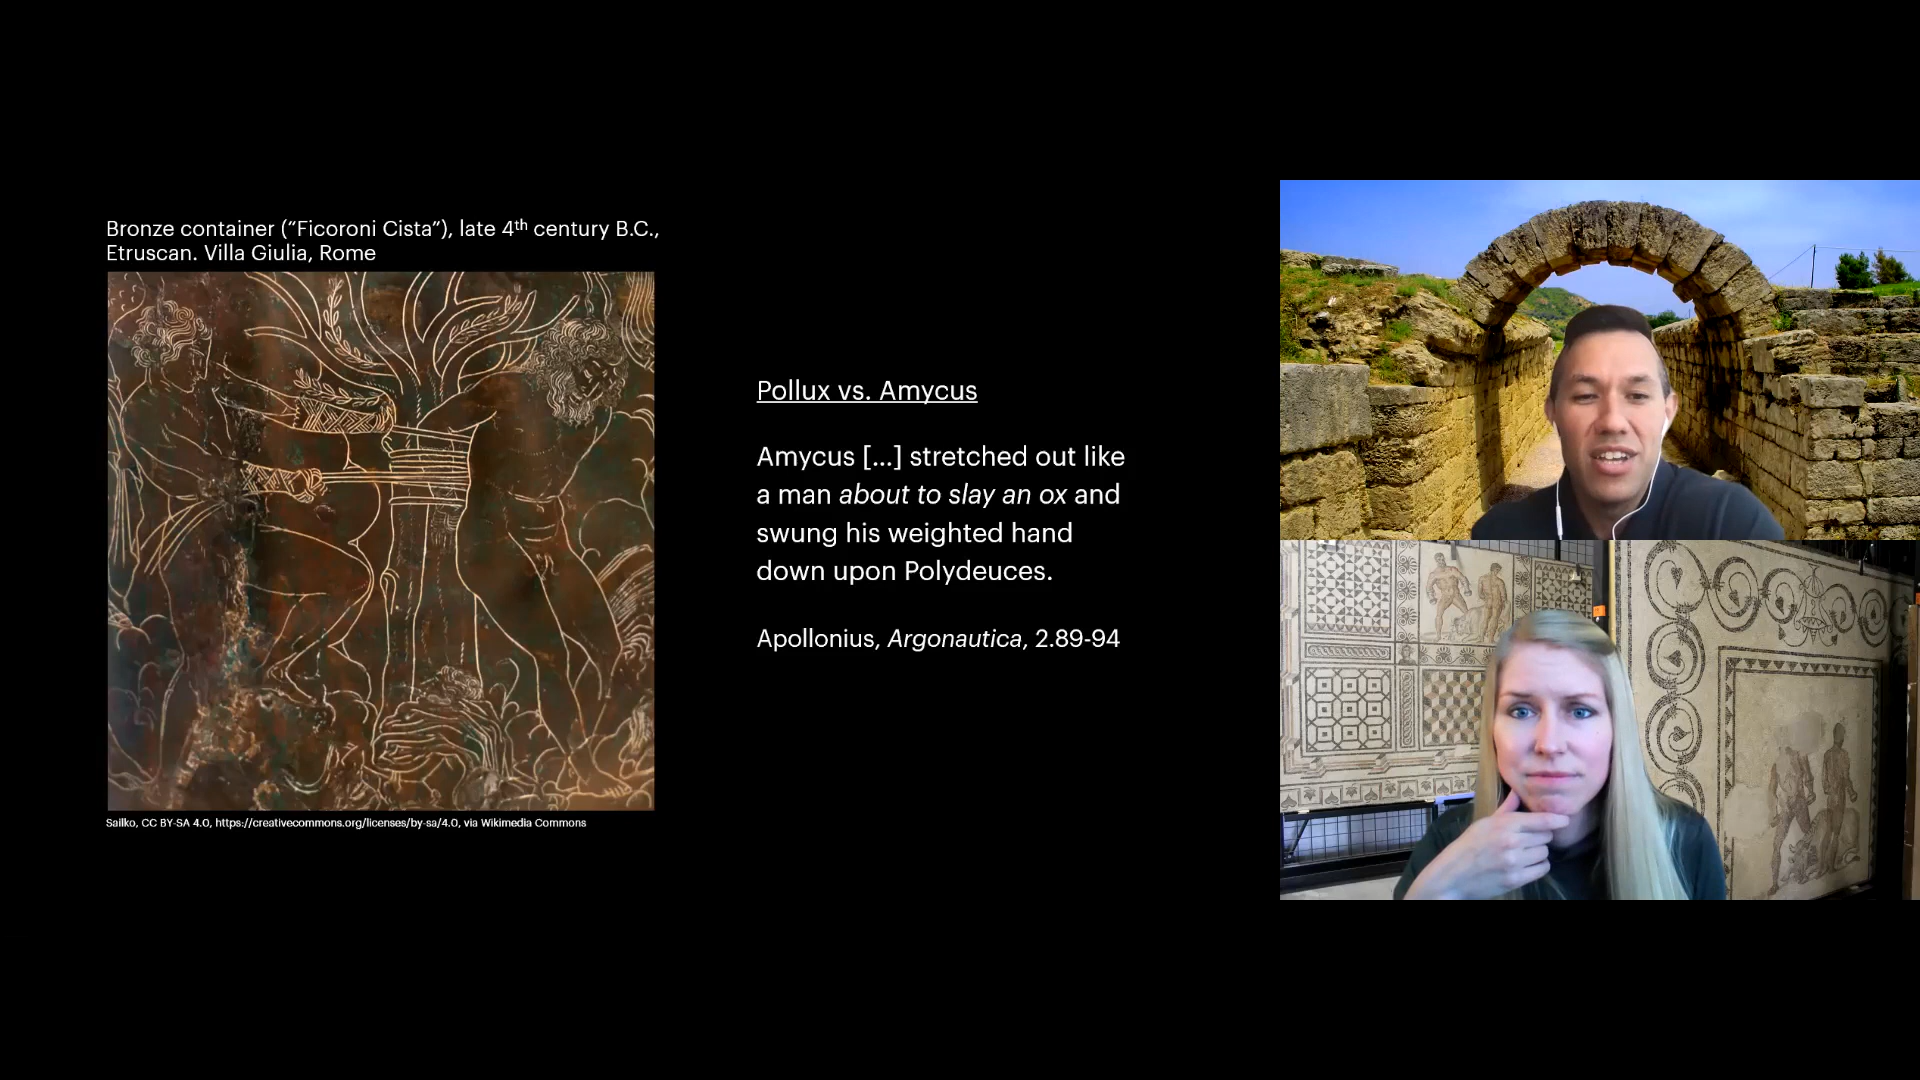 Bronze container (“Ficoroni Cista”), late 4th century B.C.,
Etruscan. Villa Giulia, Rome
Sailko, CC BY-SA 4.0, https://creativecommons.org/licenses/by-sa/4.0, via Wikimedia Commons
Pollux vs. Amycus
Amycus [...] stretched out like
a man about to slay an ox and
swung his weighted hand
down upon Polydeuces.
Apollonius, Argonautica, 2.89-94